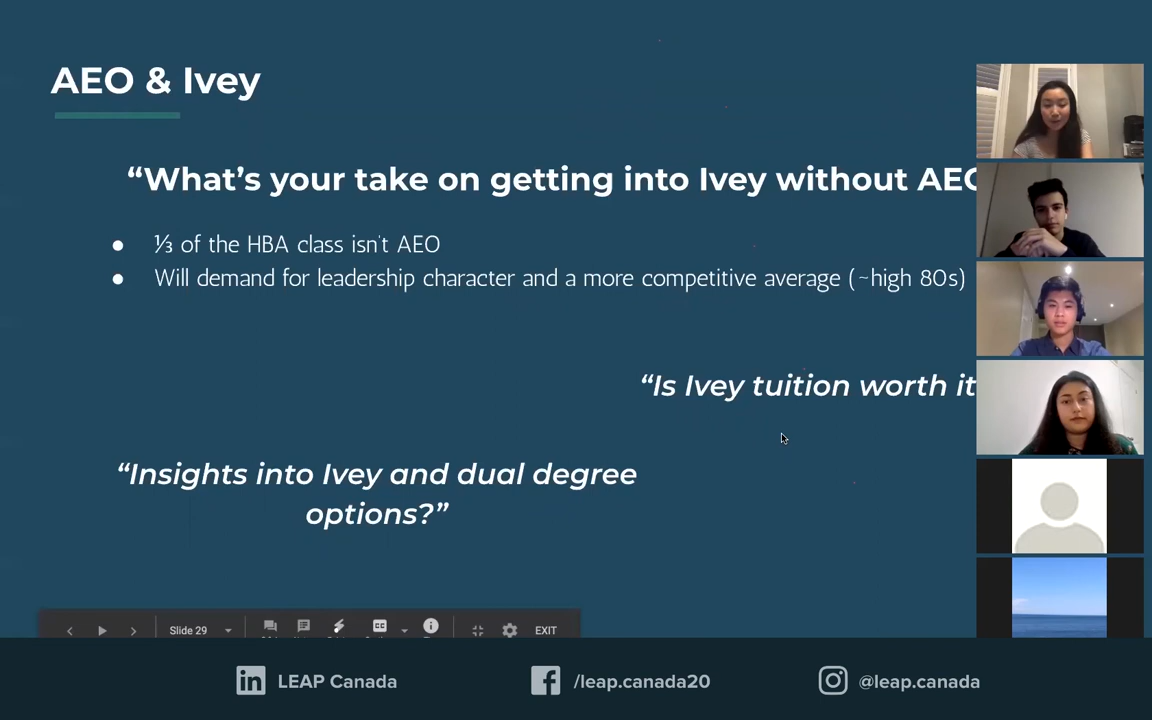 AEO & Ivey
“What’s your take on getting into Ivey without AEO
● ⅓ of the HBA class isn't AEO
● Will demand for leadership character and a more competitive average (~high 80s)
“Is Ivey tuition worth it
“Insights into Ivey and dual degree
options?”
Slide 29
CC
EXIT
in LEAP Canada
/leap.canada20
@leap.canada